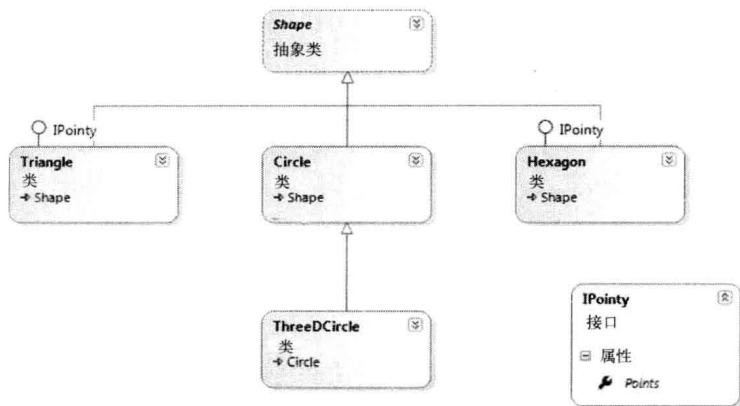 Shape
抽象类
IPointy
IPointy
Triangle
类
Shape
Circle
类
Shape
Hexagon
类
Shape
ThreeDCircle
类
Circle
IPointy
接口
属性
Points